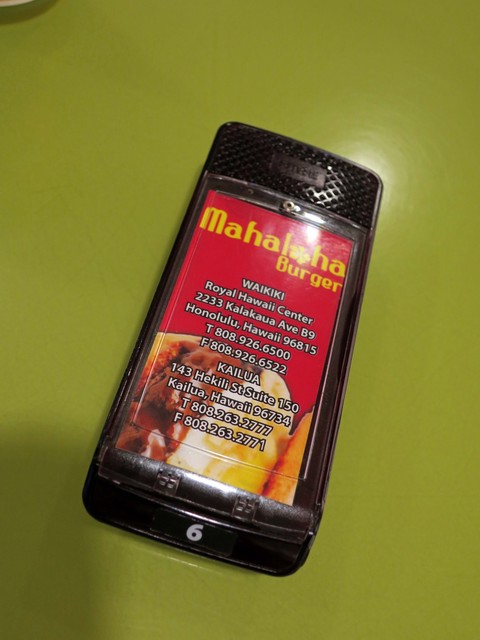 Mahaloha
Burger
WAIKIKI
Royal Hawaii Center
2233 Kalakaua Ave B9
Honolulu, Hawaii 96815
T 808.926.6500
F 808.926.6522
KAILUA
143 Hekili St Suite 150
Kailua, Hawaii 96734
T 808.263.2777
F 808.263.2771
6